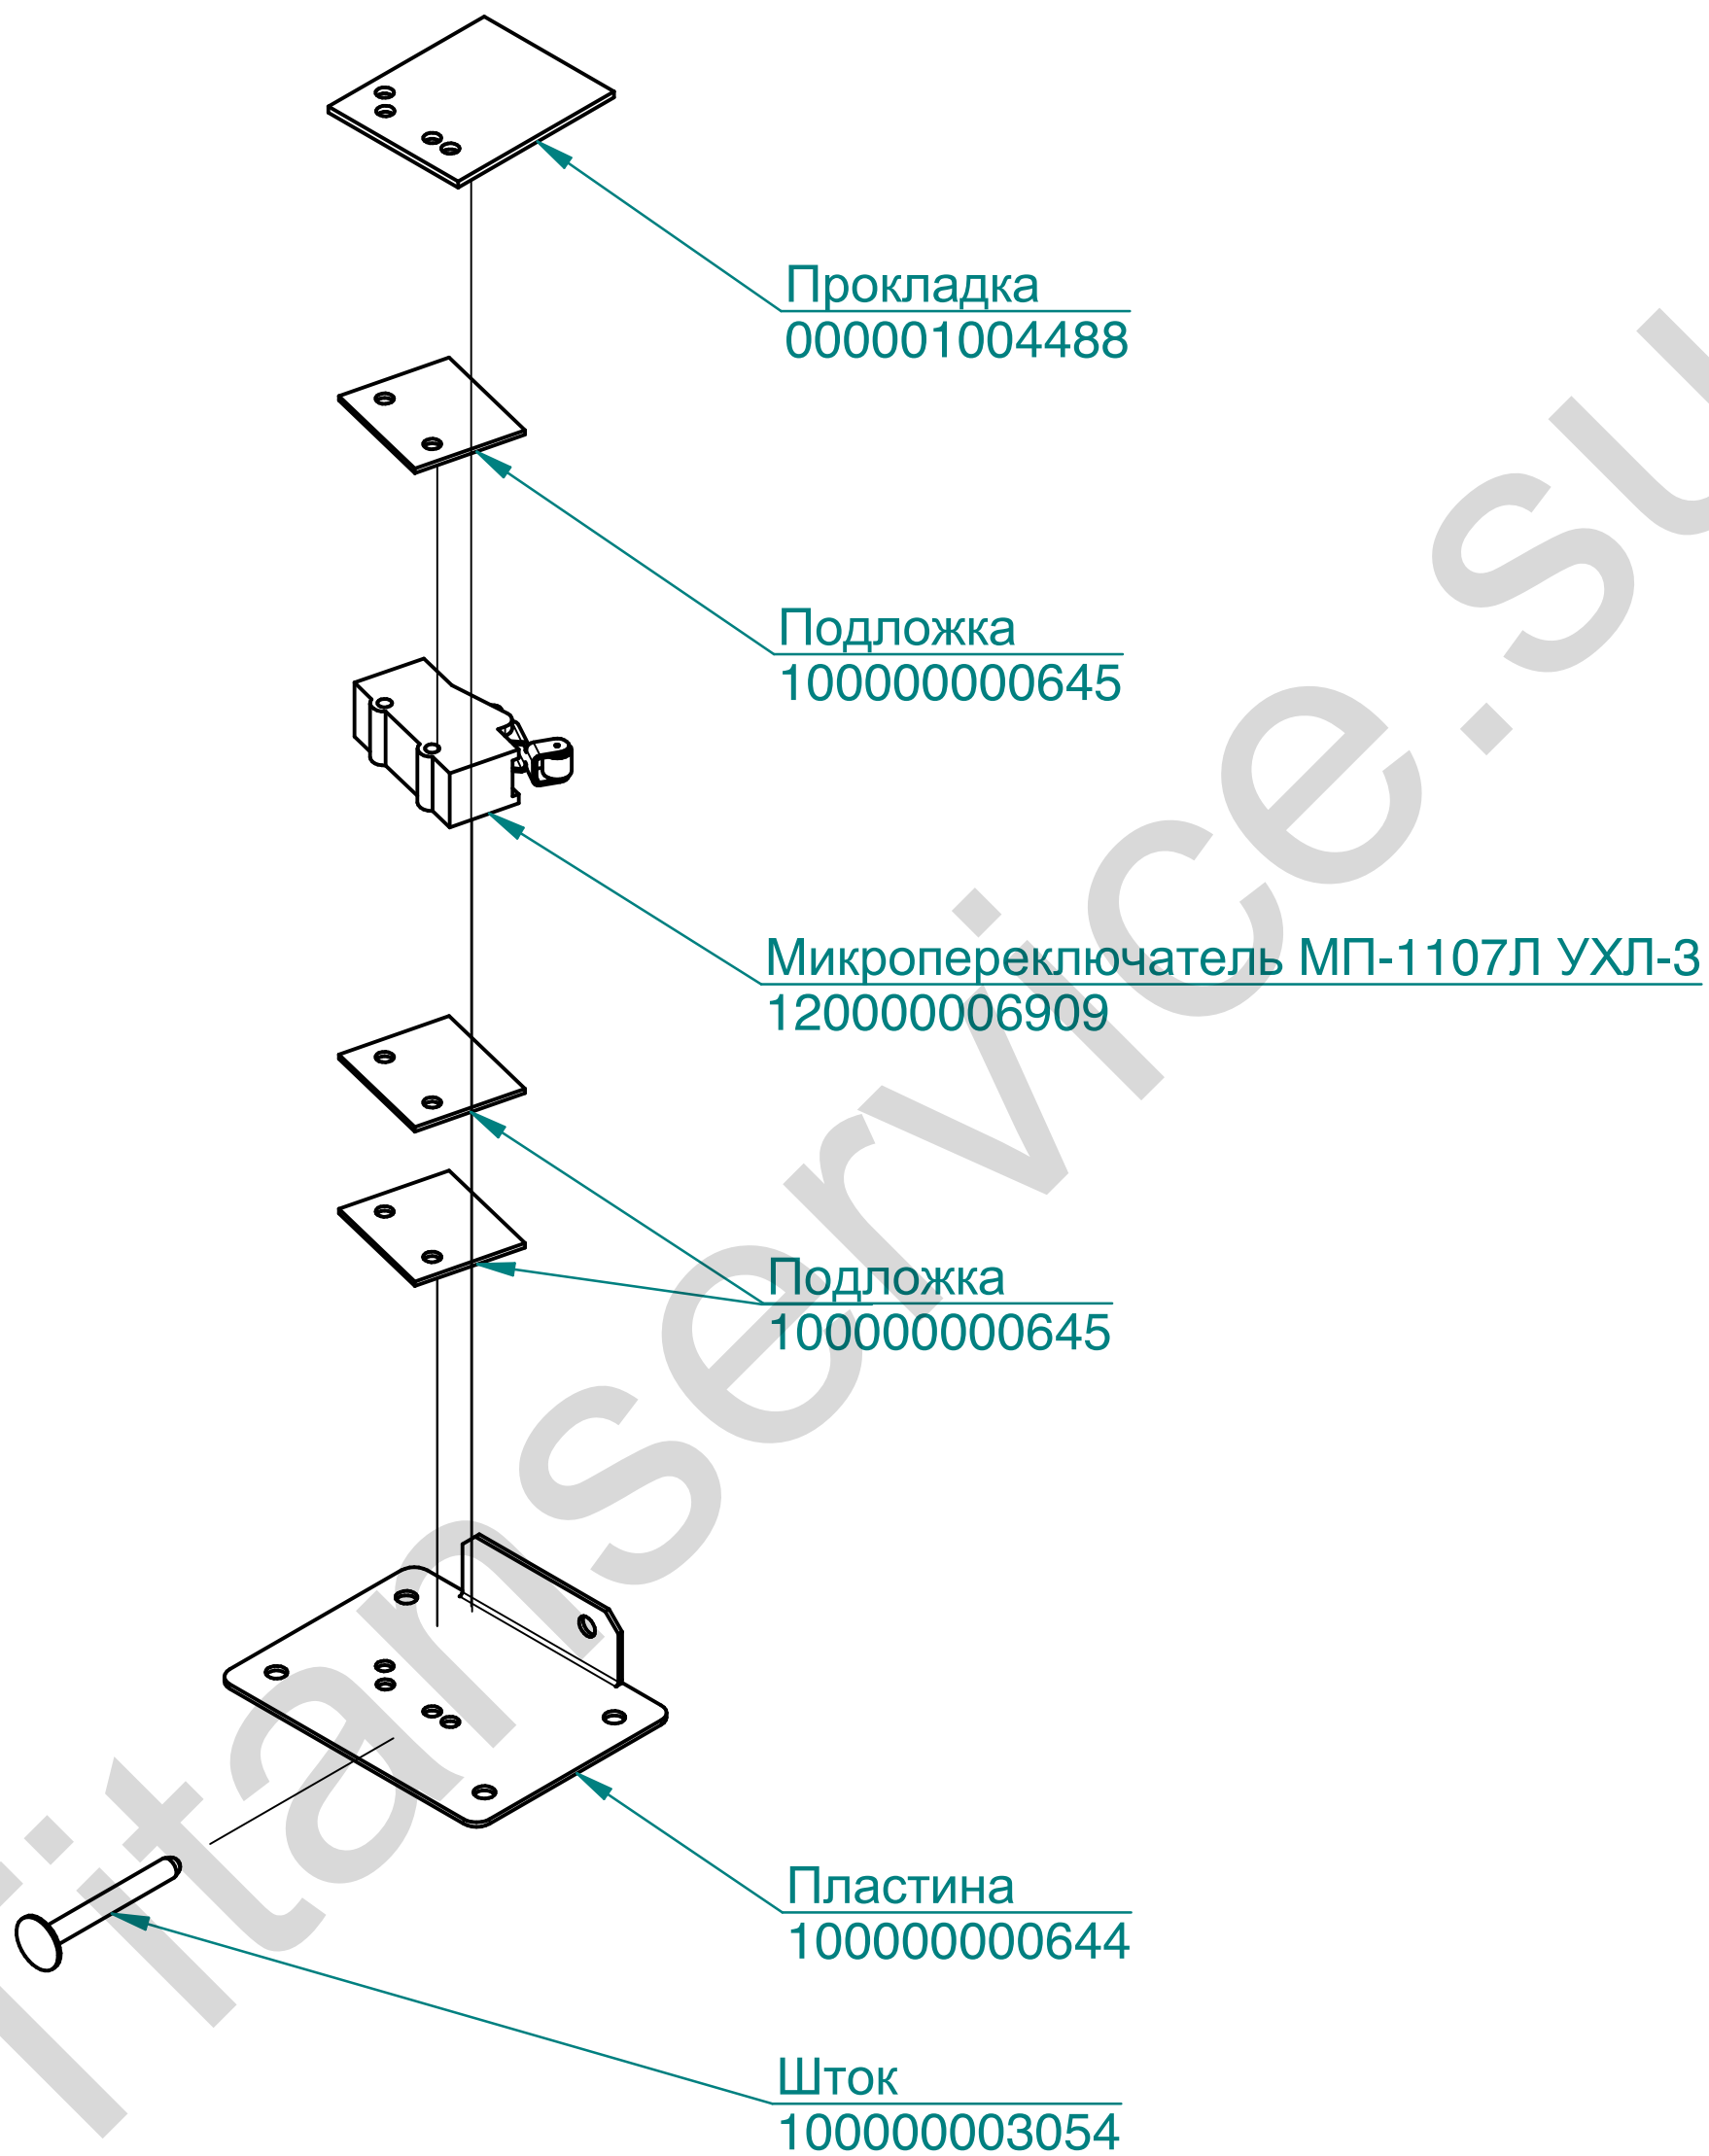 Прокладка
000001004488
Подложка
100000000645
Микропереключатель МП-1107Л УХЛ-3
120000006909
Подложка
100000000645
Пластина
100000000644
Шток
100000003054
Titanservice.su